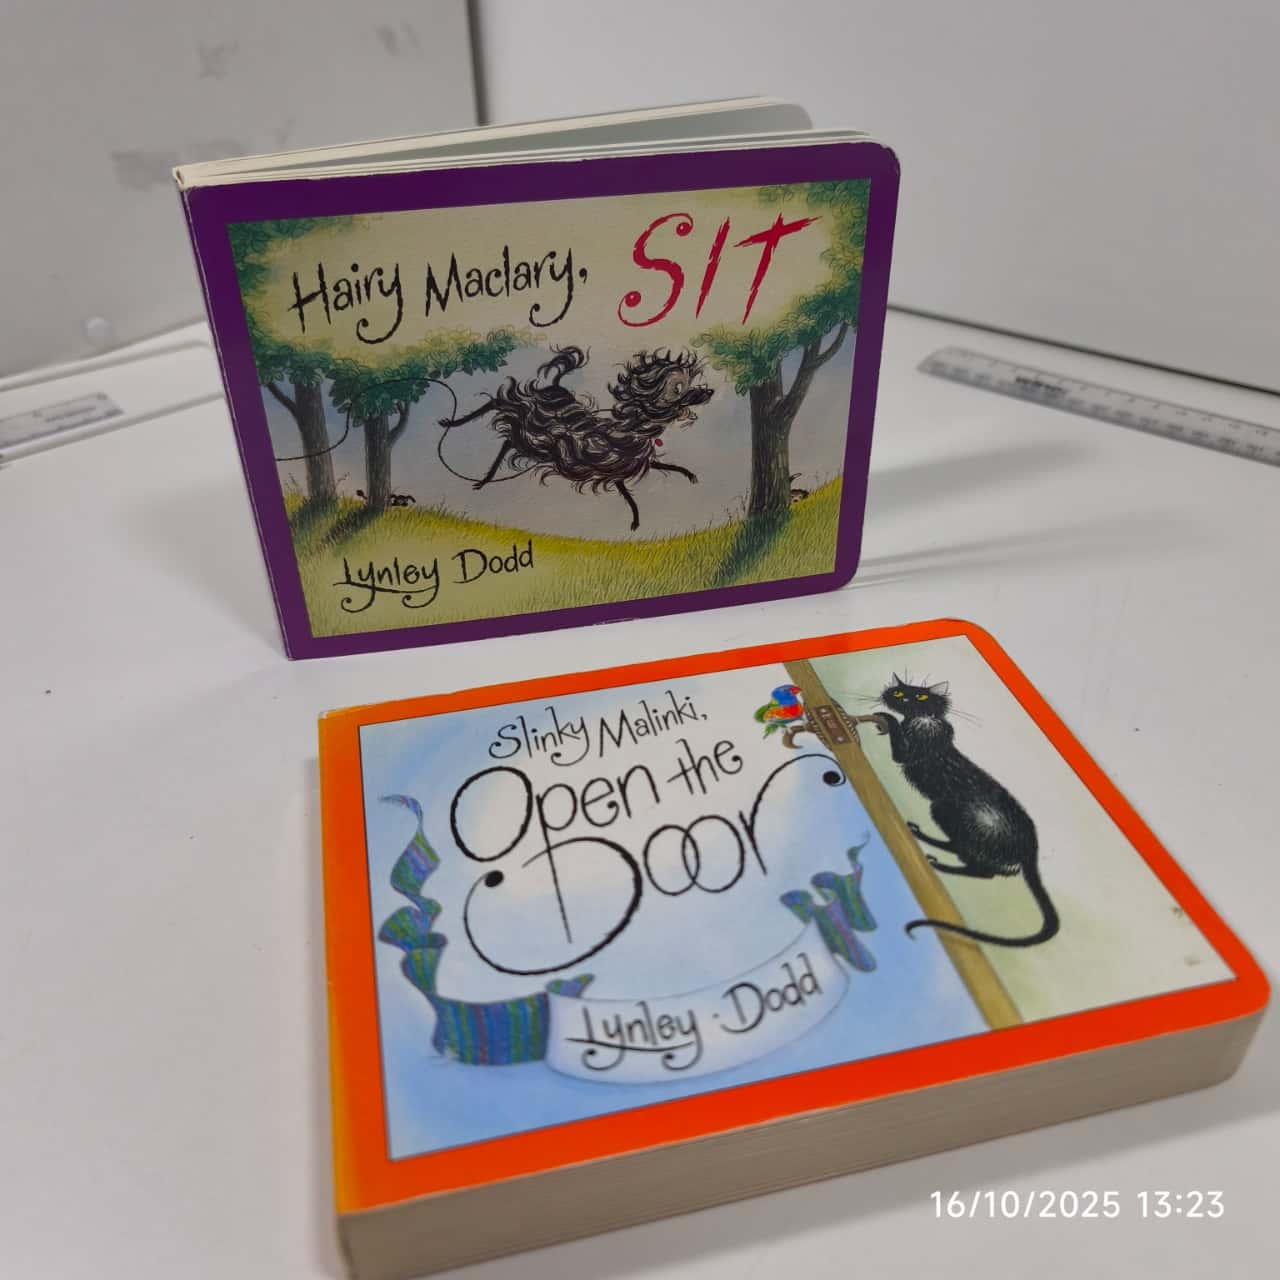 Hairy Maclary, SIT
Lynley Dodd
Slinky Malinki,
Open the
Door
Lynley · Dodd
16/10/2025 13:23